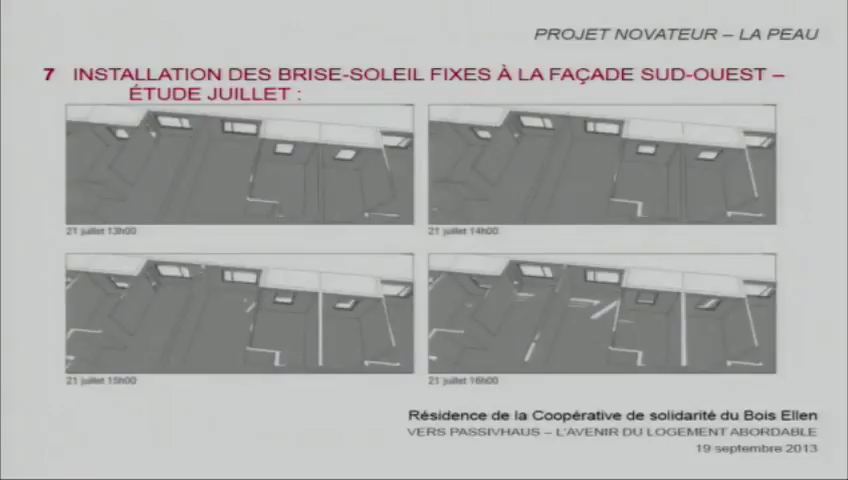 PROJET NOVATEUR – LA PEAU
7 INSTALLATION DES BRISE-SOLEIL FIXES À LA FAÇADE SUD-OUEST –
ÉTUDE JUILLET :
21 juillet 13h00
21 juillet 14h00
21 juillet 15h00
21 juillet 16h00
Résidence de la Coopérative de solidarité du Bois Ellen
VERS PASSIVHAUS – L'AVENIR DU LOGEMENT ABORDABLE
19 septembre 2013